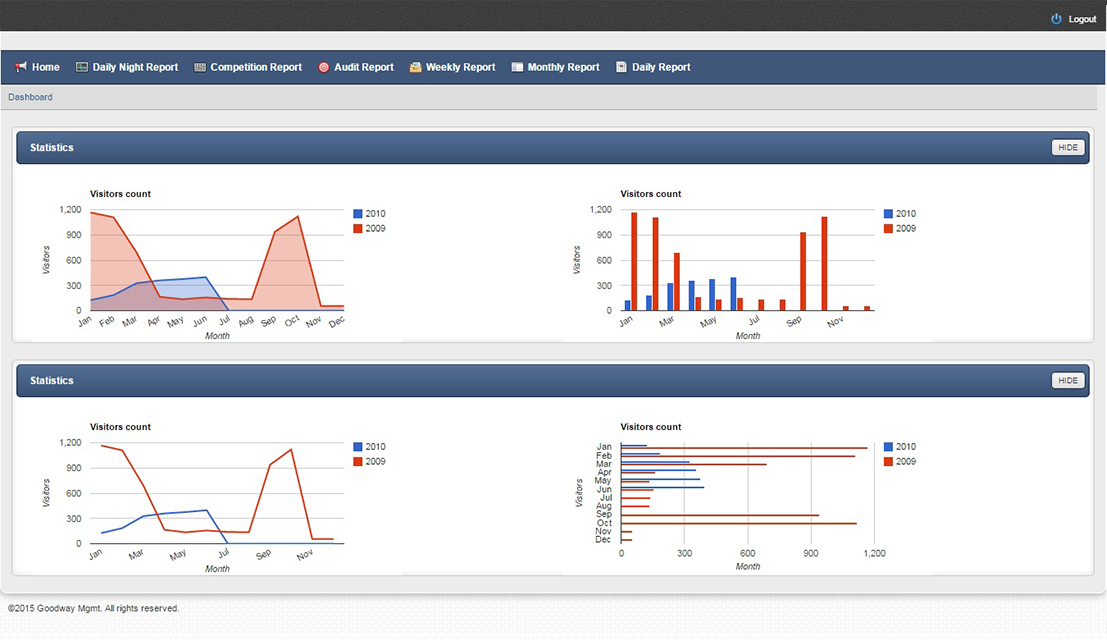 Logout
Home Daily Night Report Competition Report Audit Report Weekly Report Monthly Report Daily Report
Dashboard
Statistics HIDE
Visitors count
1,200
900
600
300
0
Visitors
Jan Feb Mar Apr May Jun Jul Aug Sep Oct Nov Dec
Month
2010
2009
Visitors count
1,200
900
600
300
0
Visitors
Jan Mar May Jul Sep Nov
Month
2010
2009
Statistics HIDE
Visitors count
1,200
900
600
300
0
Visitors
Jan Mar May Jul Sep Nov
Month
2010
2009
Visitors count
Jan
Feb
Mar
Apr
May
Jun
Jul
Aug
Sep
Oct
Nov
Dec
Visitors
0 300 600 900 1,200
Month
2010
2009
©2015 Goodway Mgmt. All rights reserved.